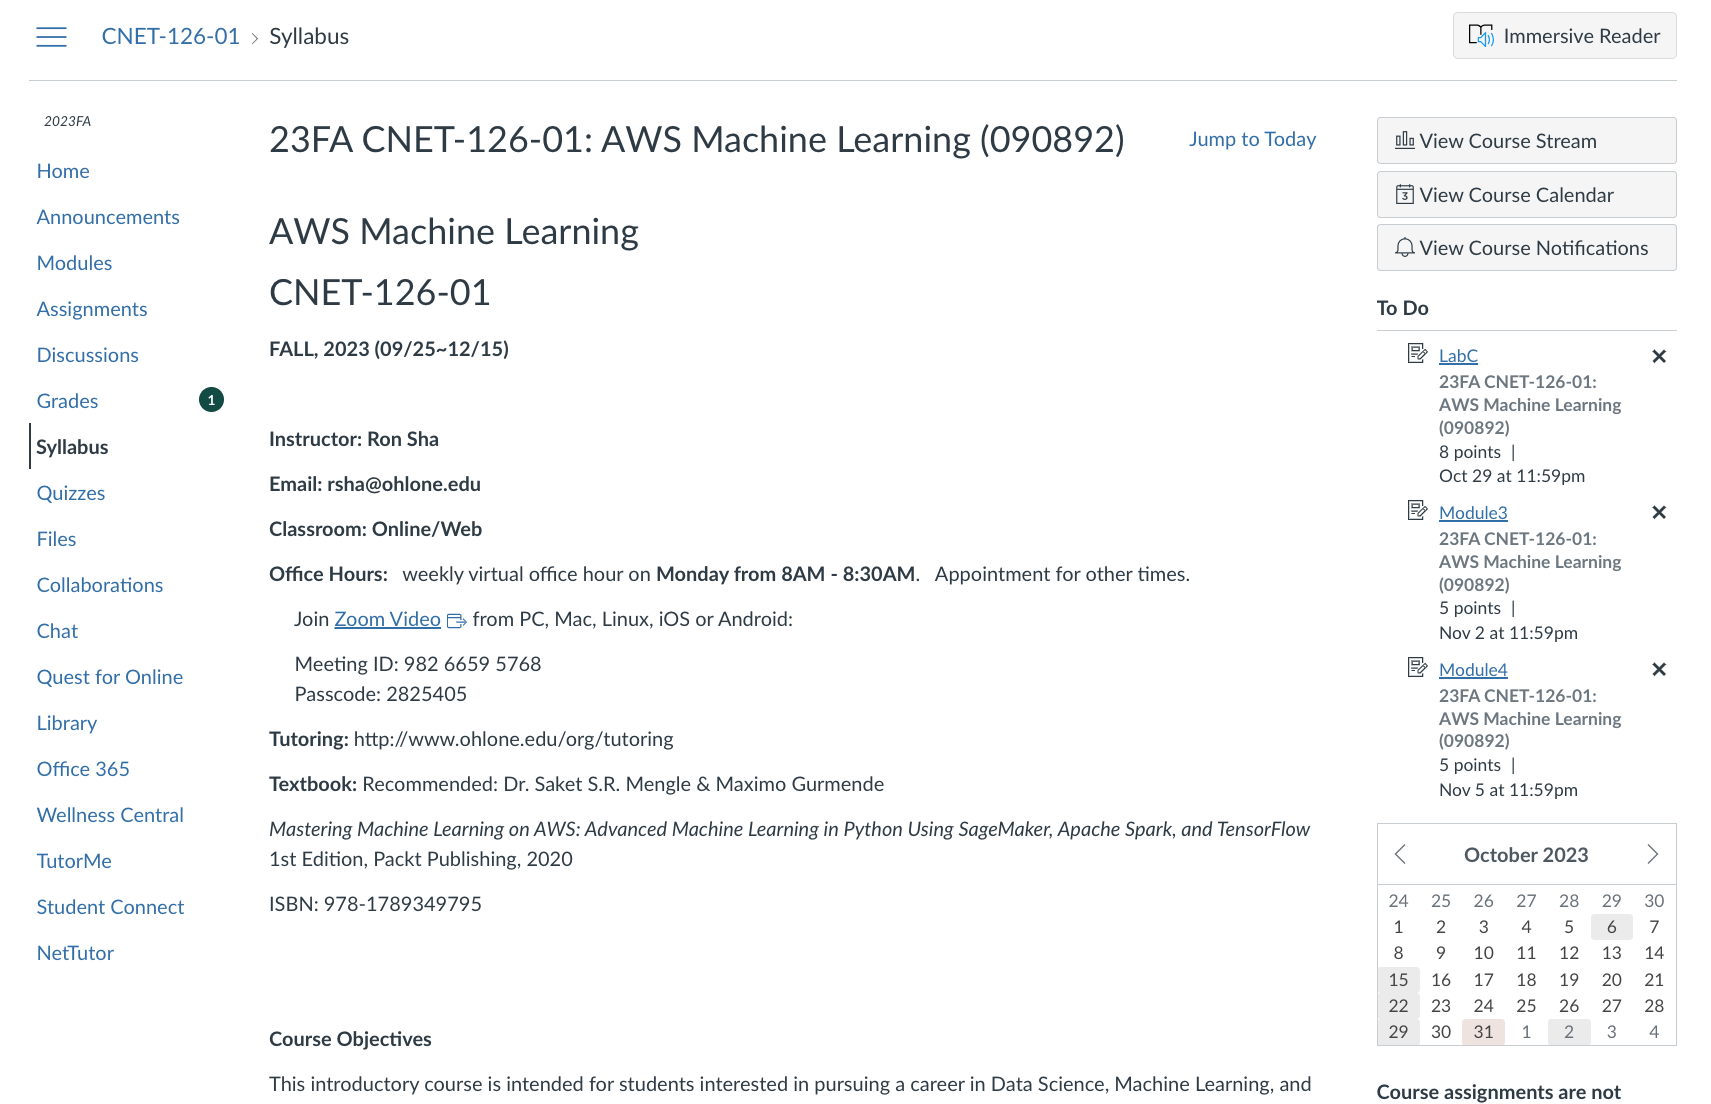 CNET-126-01 › Syllabus
Immersive Reader
2023FA
Home
Announcements
Modules
Assignments
Discussions
Grades 1
Syllabus
Quizzes
Files
Collaborations
Chat
Quest for Online
Library
Office 365
Wellness Central
TutorMe
Student Connect
NetTutor
23FA CNET-126-01: AWS Machine Learning (090892)
Jump to Today
AWS Machine Learning
CNET-126-01
FALL, 2023 (09/25~12/15)
Instructor: Ron Sha
Email: rsha@ohlone.edu
Classroom: Online/Web
Office Hours: weekly virtual office hour on Monday from 8AM - 8:30AM. Appointment for other times.
Join Zoom Video from PC, Mac, Linux, iOS or Android:
Meeting ID: 982 6659 5768
Passcode: 2825405
Tutoring: http://www.ohlone.edu/org/tutoring
Textbook: Recommended: Dr. Saket S.R. Mengle & Maximo Gurmende
Mastering Machine Learning on AWS: Advanced Machine Learning in Python Using SageMaker, Apache Spark, and TensorFlow
1st Edition, Packt Publishing, 2020
ISBN: 978-1789349795
Course Objectives
This introductory course is intended for students interested in pursuing a career in Data Science, Machine Learning, and
View Course Stream
3 View Course Calendar
View Course Notifications
To Do
LabC
23FA CNET-126-01:
AWS Machine Learning
(090892)
8 points |
Oct 29 at 11:59pm
Module3
23FA CNET-126-01:
AWS Machine Learning
(090892)
5 points |
Nov 2 at 11:59pm
Module4
23FA CNET-126-01:
AWS Machine Learning
(090892)
5 points |
Nov 5 at 11:59pm
October 2023
24 25 26 27 28 29 30
1 2 3 4 5 6 7
8 9 10 11 12 13 14
15 16 17 18 19 20 21
22 23 24 25 26 27 28
29 30 31 1 2 3 4
Course assignments are not